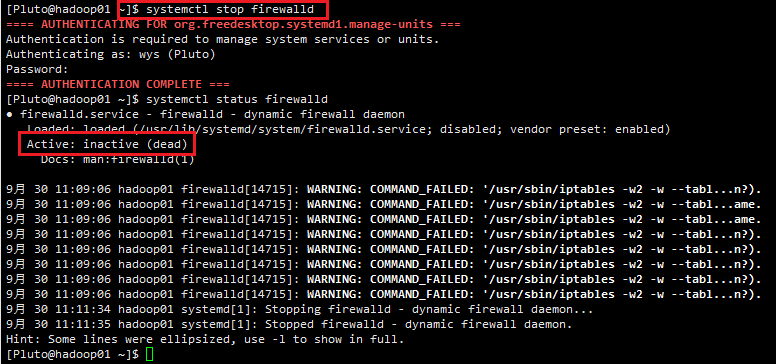 [Pluto@hadoop01 ~]$ systemctl stop firewalld
==== AUTHENTICATING FOR org.freedesktop.systemd1.manage-units ===
Authentication is required to manage system services or units.
Authenticating as: wys (Pluto)
Password:
==== AUTHENTICATION COMPLETE ===
[Pluto@hadoop01 ~]$ systemctl status firewalld
● firewalld.service - firewalld - dynamic firewall daemon
Loaded: loaded (/usr/lib/systemd/system/firewalld.service; disabled; vendor preset: enabled)
Active: inactive (dead)
Docs: man:firewalld(1)
9月 30 11:09:06 hadoop01 firewalld[14715]: WARNING: COMMAND_FAILED: '/usr/sbin/iptables -w2 -w --tabl...n?).
9月 30 11:09:06 hadoop01 firewalld[14715]: WARNING: COMMAND_FAILED: '/usr/sbin/iptables -w2 -w --tabl...ame.
9月 30 11:09:06 hadoop01 firewalld[14715]: WARNING: COMMAND_FAILED: '/usr/sbin/iptables -w2 -w --tabl...ame.
9月 30 11:09:06 hadoop01 firewalld[14715]: WARNING: COMMAND_FAILED: '/usr/sbin/iptables -w2 -w --tabl...n?).
9月 30 11:09:06 hadoop01 firewalld[14715]: WARNING: COMMAND_FAILED: '/usr/sbin/iptables -w2 -w --tabl...n?).
9月 30 11:09:06 hadoop01 firewalld[14715]: WARNING: COMMAND_FAILED: '/usr/sbin/iptables -w2 -w --tabl...n?).
9月 30 11:09:06 hadoop01 firewalld[14715]: WARNING: COMMAND_FAILED: '/usr/sbin/iptables -w2 -w --tabl...n?).
9月 30 11:09:06 hadoop01 firewalld[14715]: WARNING: COMMAND_FAILED: '/usr/sbin/iptables -w2 -w --tabl...n?).
9月 30 11:11:34 hadoop01 systemd[1]: Stopping firewalld - dynamic firewall daemon...
9月 30 11:11:35 hadoop01 systemd[1]: Stopped firewalld - dynamic firewall daemon.
Hint: Some lines were ellipsized, use -l to show in full.
[Pluto@hadoop01 ~]$